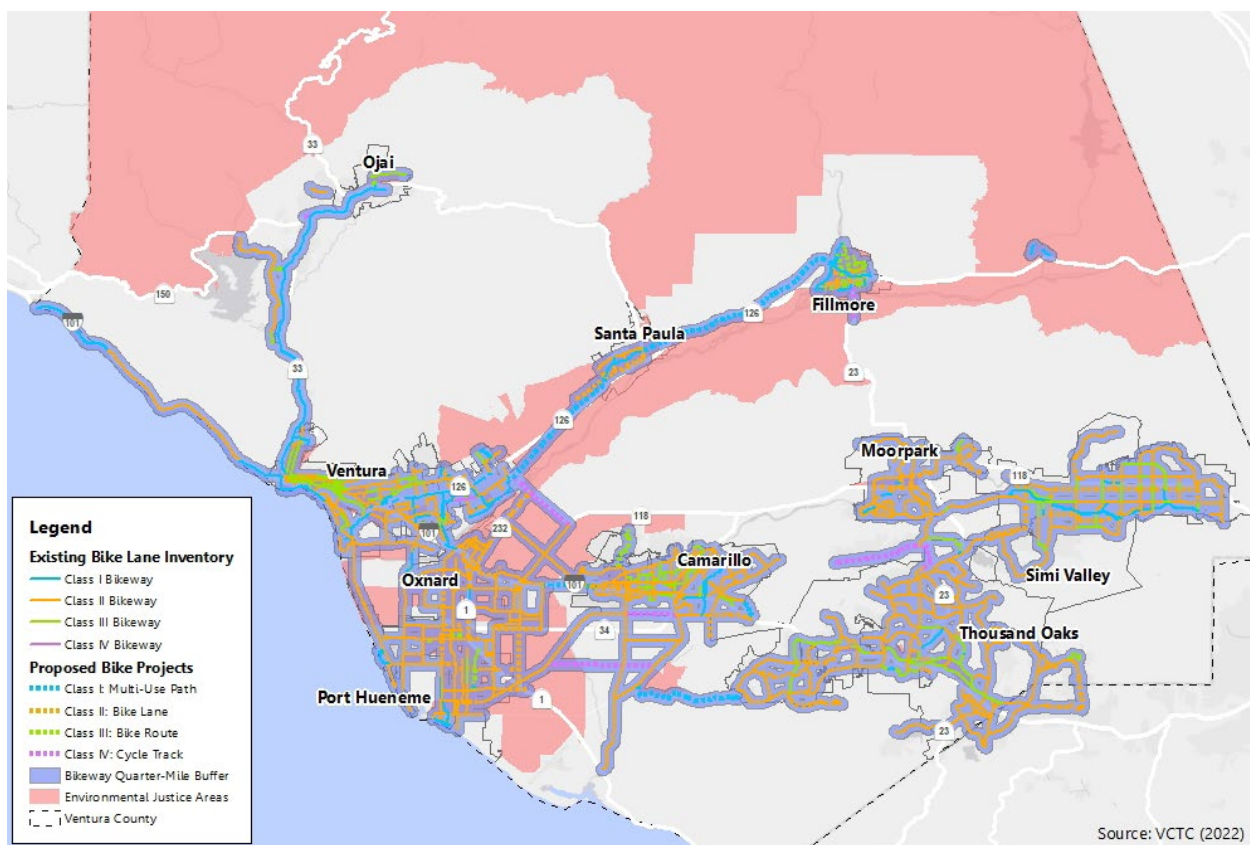 33
Ojai
150
101
126
Fillmore
Santa Paula
33
23
126
Moorpark
Ventura
118
126
118
232
101
Camarillo
Oxnard
101
Simi Valley
1
23
34
Thousand Oaks
Port Hueneme
1
23
Legend
Existing Bike Lane Inventory
Class I Bikeway
Class II Bikeway
Class III Bikeway
Class IV Bikeway
Proposed Bike Projects
Class I: Multi-Use Path
Class II: Bike Lane
Class III: Bike Route
Class IV: Cycle Track
Bikeway Quarter-Mile Buffer
Environmental Justice Areas
Ventura County
Source: VCTC (2022)